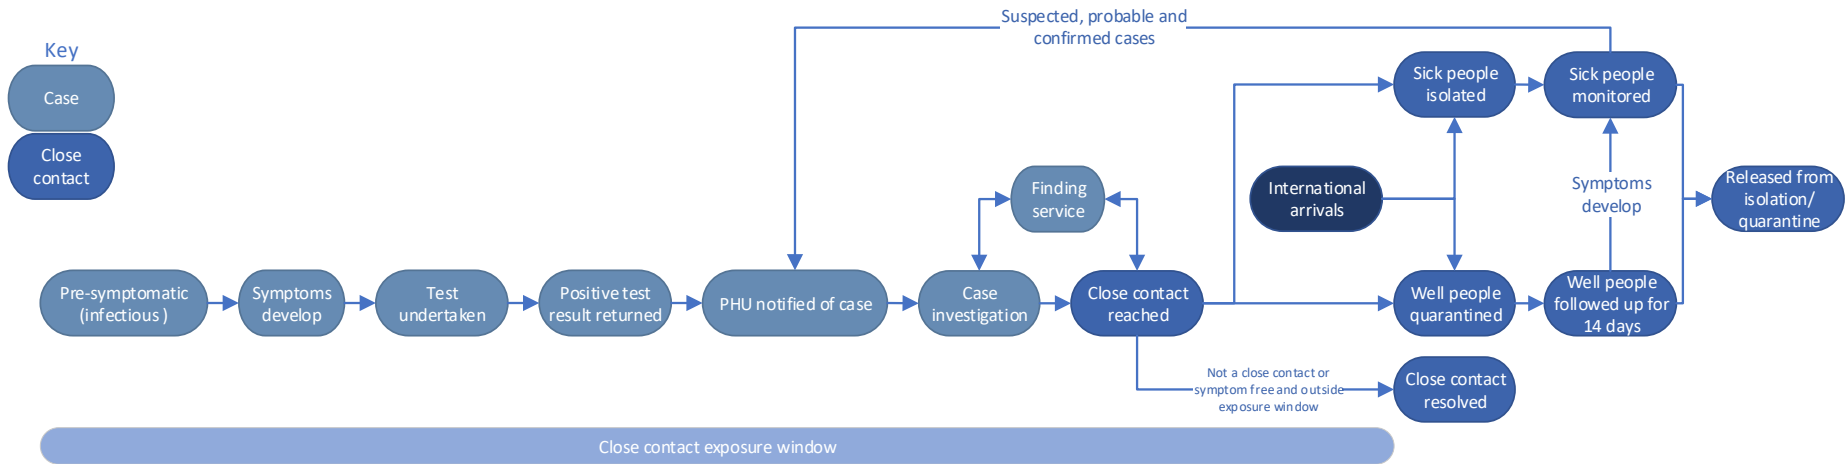 Key
Case
Close
contact
Suspected, probable and
confirmed cases
Sick people
isolated
Sick people
monitored
Finding
service
International
arrivals
Symptoms
develop
Released from
isolation/
quarantine
Pre-symptomatic
(infectious )
Symptoms
develop
Test
undertaken
Positive test
result returned
PHU notified of case
Case
investigation
Close contact
reached
Well people
quarantined
Well people
followed up for
14 days
Not a close contact or
symptom free and outside
exposure window
Close contact
resolved
Close contact exposure window